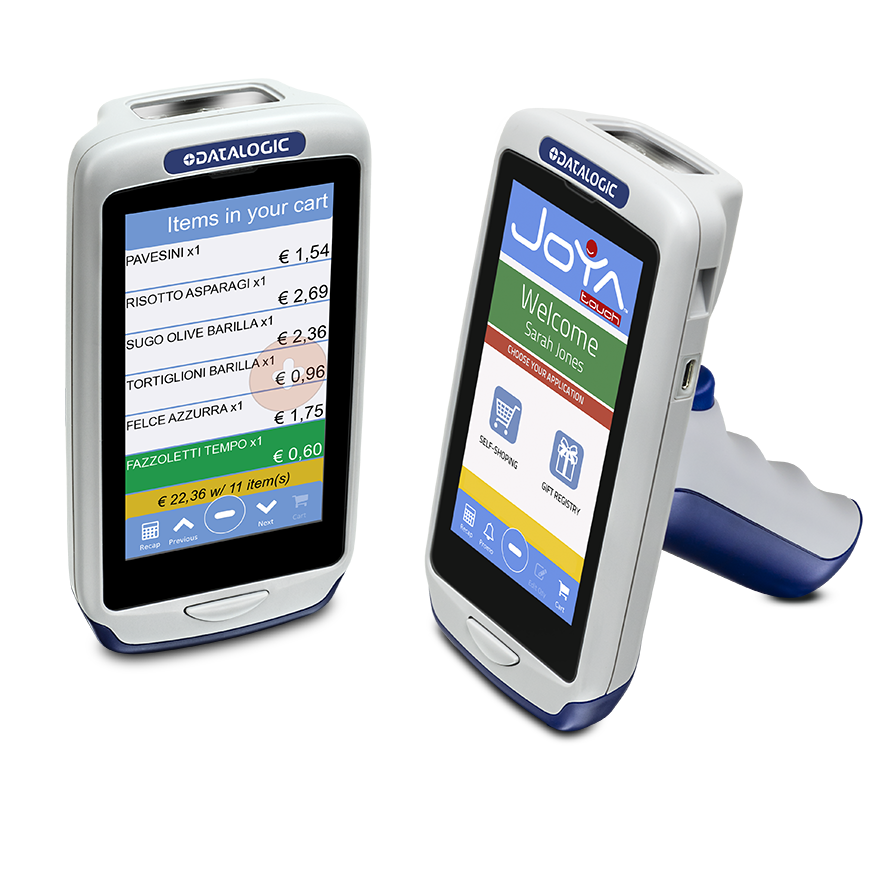 DATALOGIC
Items in your cart
PAVESINI x1
€ 1,54
RISOTTO ASPARAGI x1
€ 2,69
SUGO OLIVE BARILLA x1
€ 2,36
TORTIGLIONI BARILLA x1
€ 0,96
FELCE AZZURRA x1
€ 1,75
FAZZOLETTI TEMPO x1
€ 0,60
€ 22,36 w/ 11 item(s)
Recap Previous Next Cart
DATALOGIC
JOYA
touch
Welcome
Sarah Jones
CHOOSE YOUR APPLICATION
SELF-SHOPING
GIFT REGISTRY
Recap Promo Cart